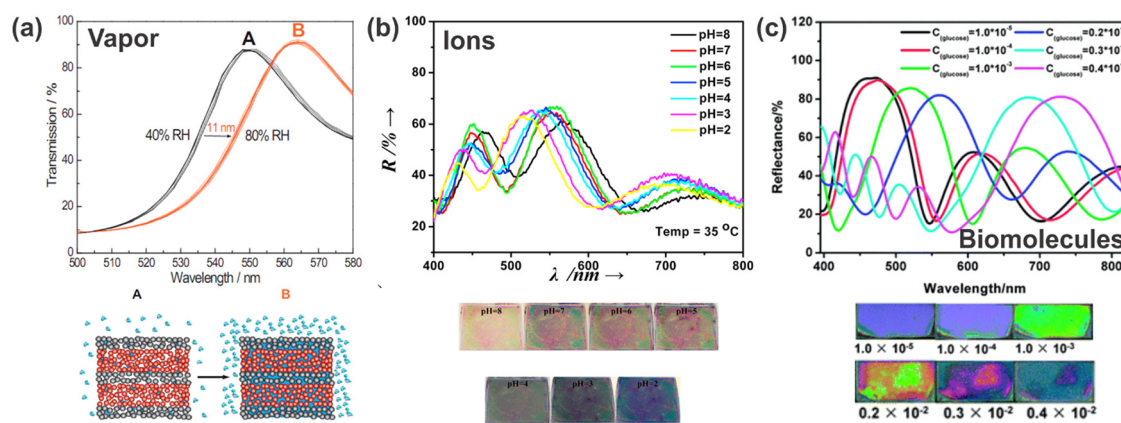 (a)
Vapor
A
B
Transmission / %
100
80
60
40
20
0
40% RH
11 nm
80% RH
500
510
520
530
540
550
560
570
580
Wavelength / nm
A
B
(b)
Ions
R /% →
100
80
60
40
20
pH=8
pH=7
pH=6
pH=5
pH=4
pH=3
pH=2
Temp = 35 °C
400
500
600
700
800
λ /nm →
pH=8
pH=7
pH=6
pH=5
pH=4
pH=3
pH=2
(c)
C(glucose)=1.0*10⁻⁵
C(glucose)=1.0*10⁻⁴
C(glucose)=1.0*10⁻³
C(glucose)=0.2*10
C(glucose)=0.3*10
C(glucose)=0.4*10
Reflectance/%
120
100
80
60
40
20
0
Biomolecules
400
500
600
700
800
Wavelength/nm
1.0 × 10⁻⁵
1.0 × 10⁻⁴
1.0 × 10⁻³
0.2 × 10⁻²
0.3 × 10⁻²
0.4 × 10⁻²